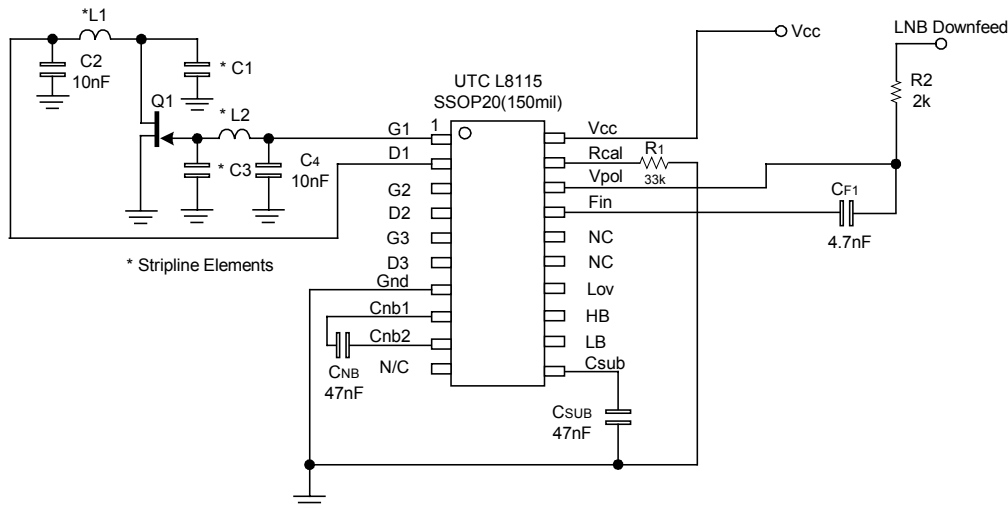 *L1
C2
10nF
* C1
Q1
* L2
* C3
C4
10nF
* Stripline Elements
UTC L8115
SSOP20(150mil)
1
G1
D1
G2
D2
G3
D3
Gnd
Cnb1
Cnb2
N/C
CNB
47nF
Vcc
Rcal
Vpol
Fin
NC
NC
Lov
HB
LB
Csub
R1
33k
Vcc
LNB Downfeed
R2
2k
CF1
4.7nF
CSUB
47nF